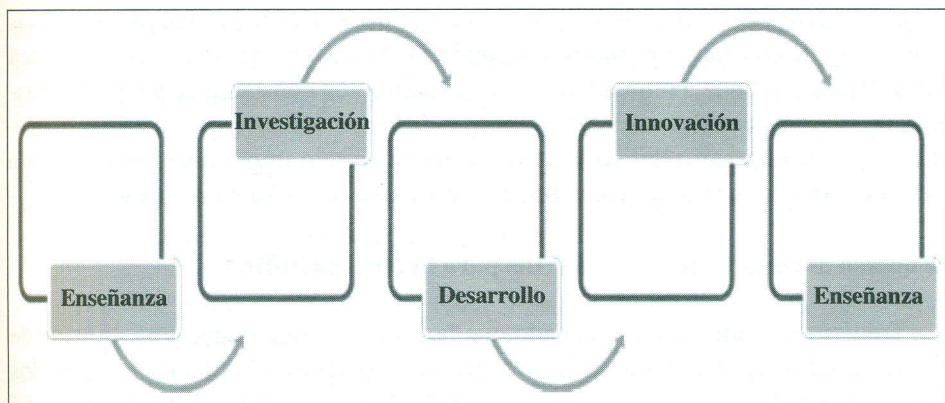 Enseñanza
Investigación
Desarrollo
Innovación
Enseñanza